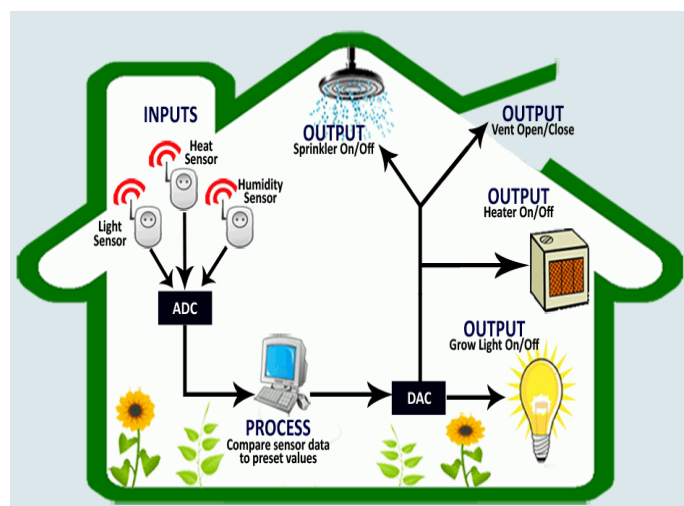 INPUTS
Heat
Sensor
Humidity
Sensor
Light
Sensor
ADC
PROCESS
Compare sensor data
to preset values
DAC
OUTPUT
Sprinkler On/Off
OUTPUT
Vent Open/Close
OUTPUT
Heater On/Off
OUTPUT
Grow Light On/Off